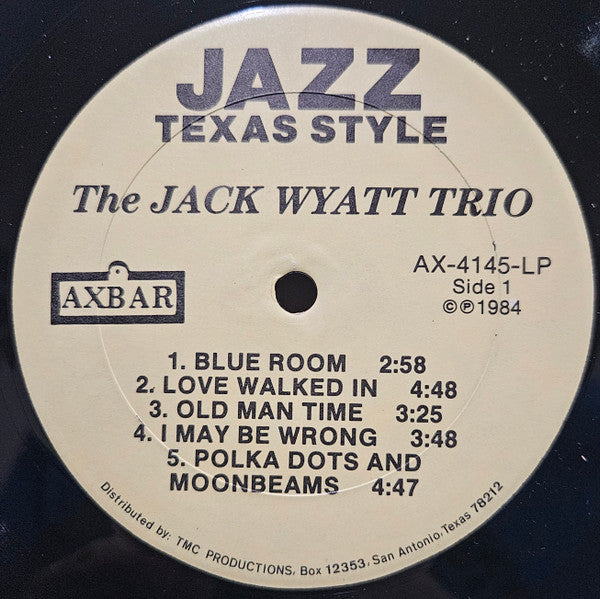 JAZZ
TEXAS STYLE
The JACK WYATT TRIO
AXBAR
AX-4145-LP
Side 1
©℗1984
1. BLUE ROOM 2:58
2. LOVE WALKED IN 4:48
3. OLD MAN TIME 3:25
4. I MAY BE WRONG 3:48
5. POLKA DOTS AND
MOONBEAMS 4:47
Distributed by: TMC PRODUCTIONS, Box 12353, San Antonio, Texas 78212